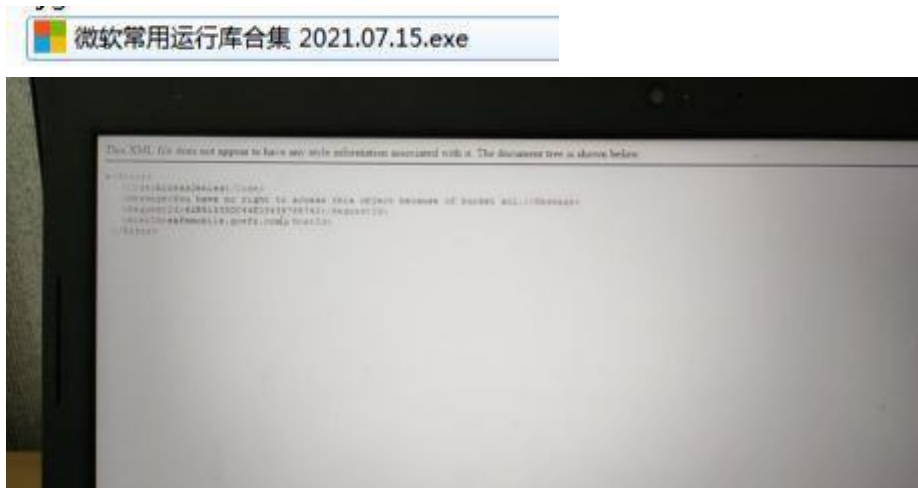 微软常用运行库合集 2021.07.15.exe
This XML file does not appear to have any style information associated with it. The document tree is shown below.
<Error>
<Code>AccessDenied</Code>
<Message>You have no right to access this object because of bucket acl.</Message>
</Error>